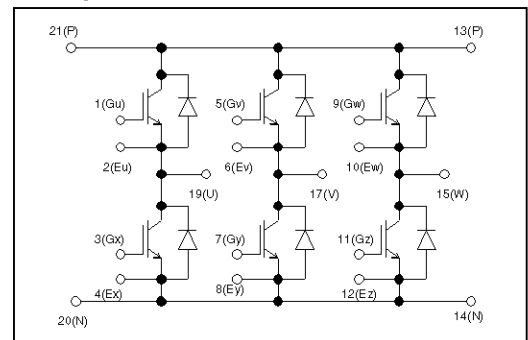 21(P) 13(P)
1(Gu) 5(Gv) 9(Gw)
2(Eu) 6(Ev) 10(Ew)
19(U) 17(V) 15(W)
3(Gx) 7(Gy) 11(Gz)
4(Ex) 8(Ey) 12(Ez)
20(N) 14(N)